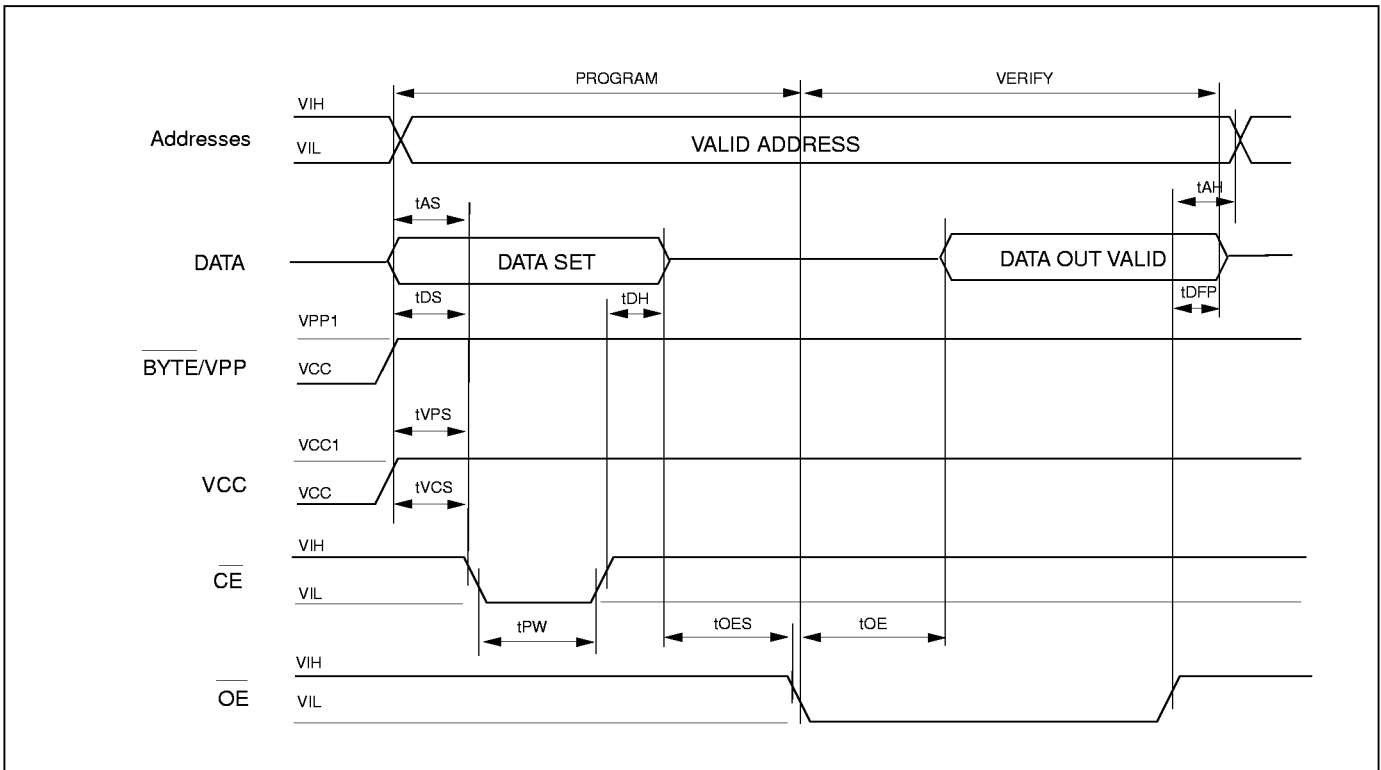 PROGRAM VERIFY
VIH
Addresses
VIL
VALID ADDRESS
tAS
tAH
DATA
DATA SET
DATA OUT VALID
tDS
tDH
tDFP
VPP1
BYTE/VPP
VCC
tVPS
VCC1
VCC
VCC
tVCS
VIH
CE
VIL
tPW
tOES
tOE
VIH
OE
VIL